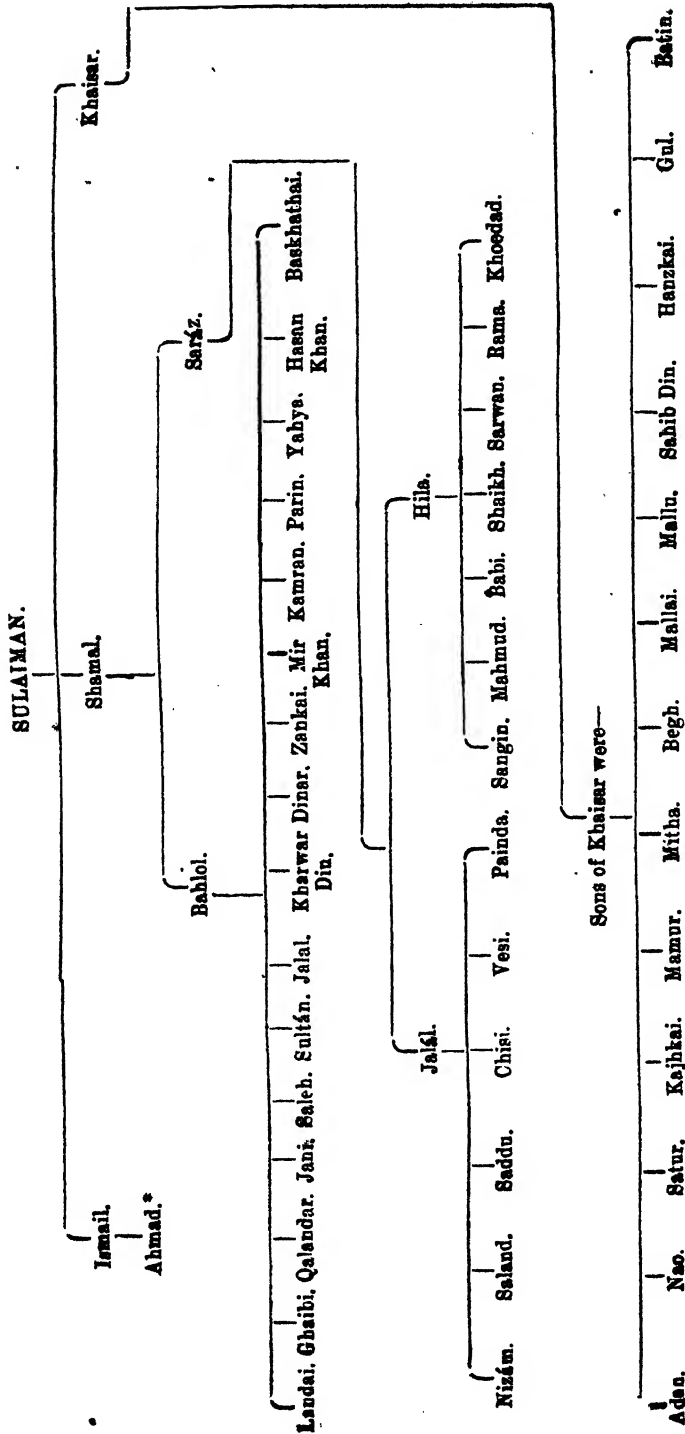 SULAIMAN.
Ismail. Shamal. Khaisar.
Ahmad.*
Bahlol. Saráz.
Landai. Ghaibi. Qalandar. Jani. Saleh. Sultán. Jalal. Kharwar Dinar. Zankai. Mir Kamran. Parin. Yahya. Hasan Baskhathai.
Din. Khan. Khan.
Jalál. Hila.
Nizám. Saland. Saddu. Chisi. Vesi. Painda. Sangin. Mahmud. Babi. Shaikh. Sarwan. Rama. Khoedad.
Sons of Khaisar were—
Adan. Nao. Satur. Kajhkai. Mamur. Mitha. Begh. Mallai. Mallu. Sahib Din. Hanzkai. Gul. Batin.